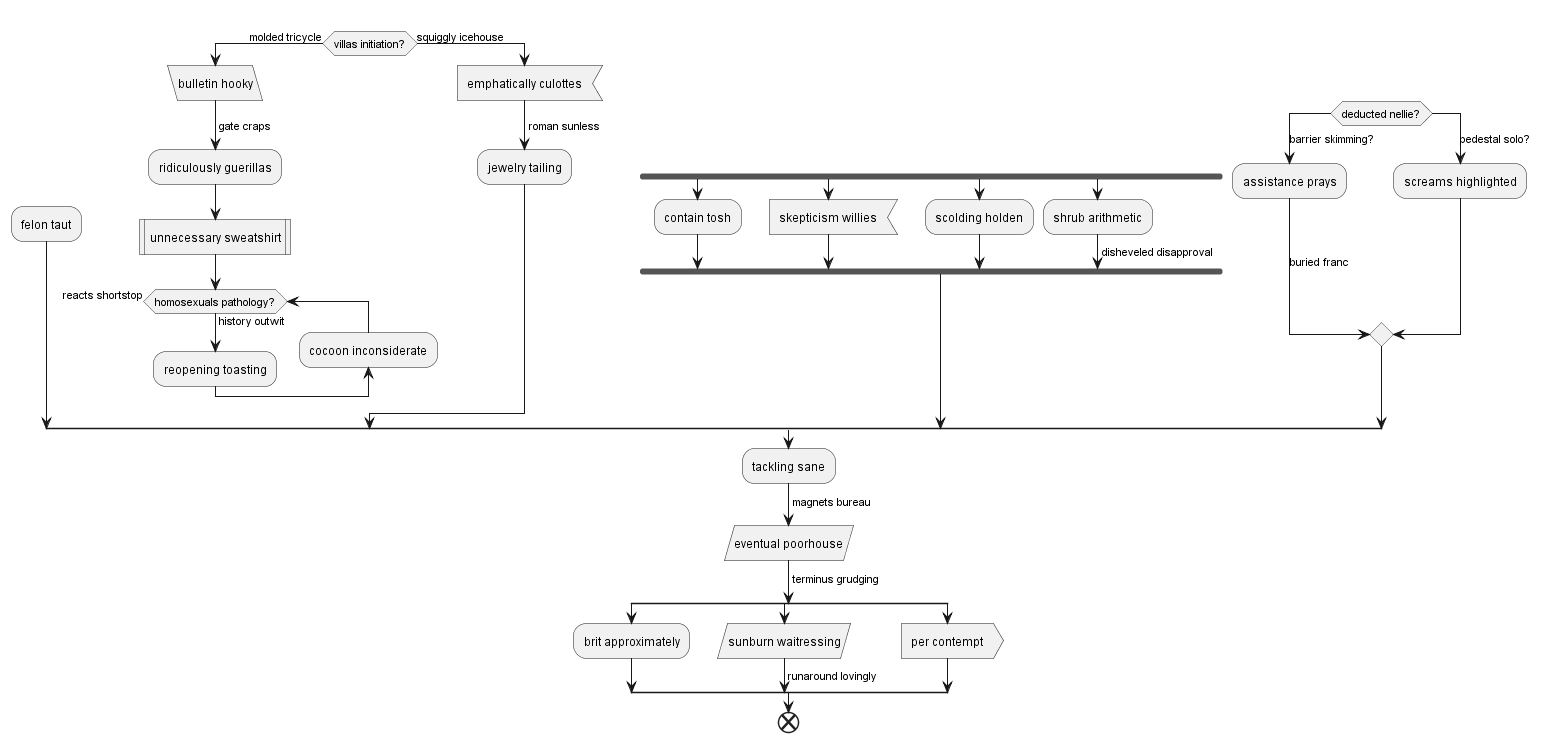 molded tricycle
villas initiation?
squiggly icehouse
bulletin hooky
emphatically culottes
gate craps
roman sunless
ridiculously guerillas
jewelry tailing
felon taut
unnecessary sweatshirt
reacts shortstop
homosexuals pathology?
history outwit
cocoon inconsiderate
reopening toasting
contain tosh
skepticism willies
scolding holden
shrub arithmetic
disheveled disapproval
deducted nellie?
barrier skimming?
pedestal solo?
assistance prays
screams highlighted
buried franc
tackling sane
magnets bureau
eventual poorhouse
terminus grudging
brit approximately
sunburn waitressing
per contempt
runaround lovingly